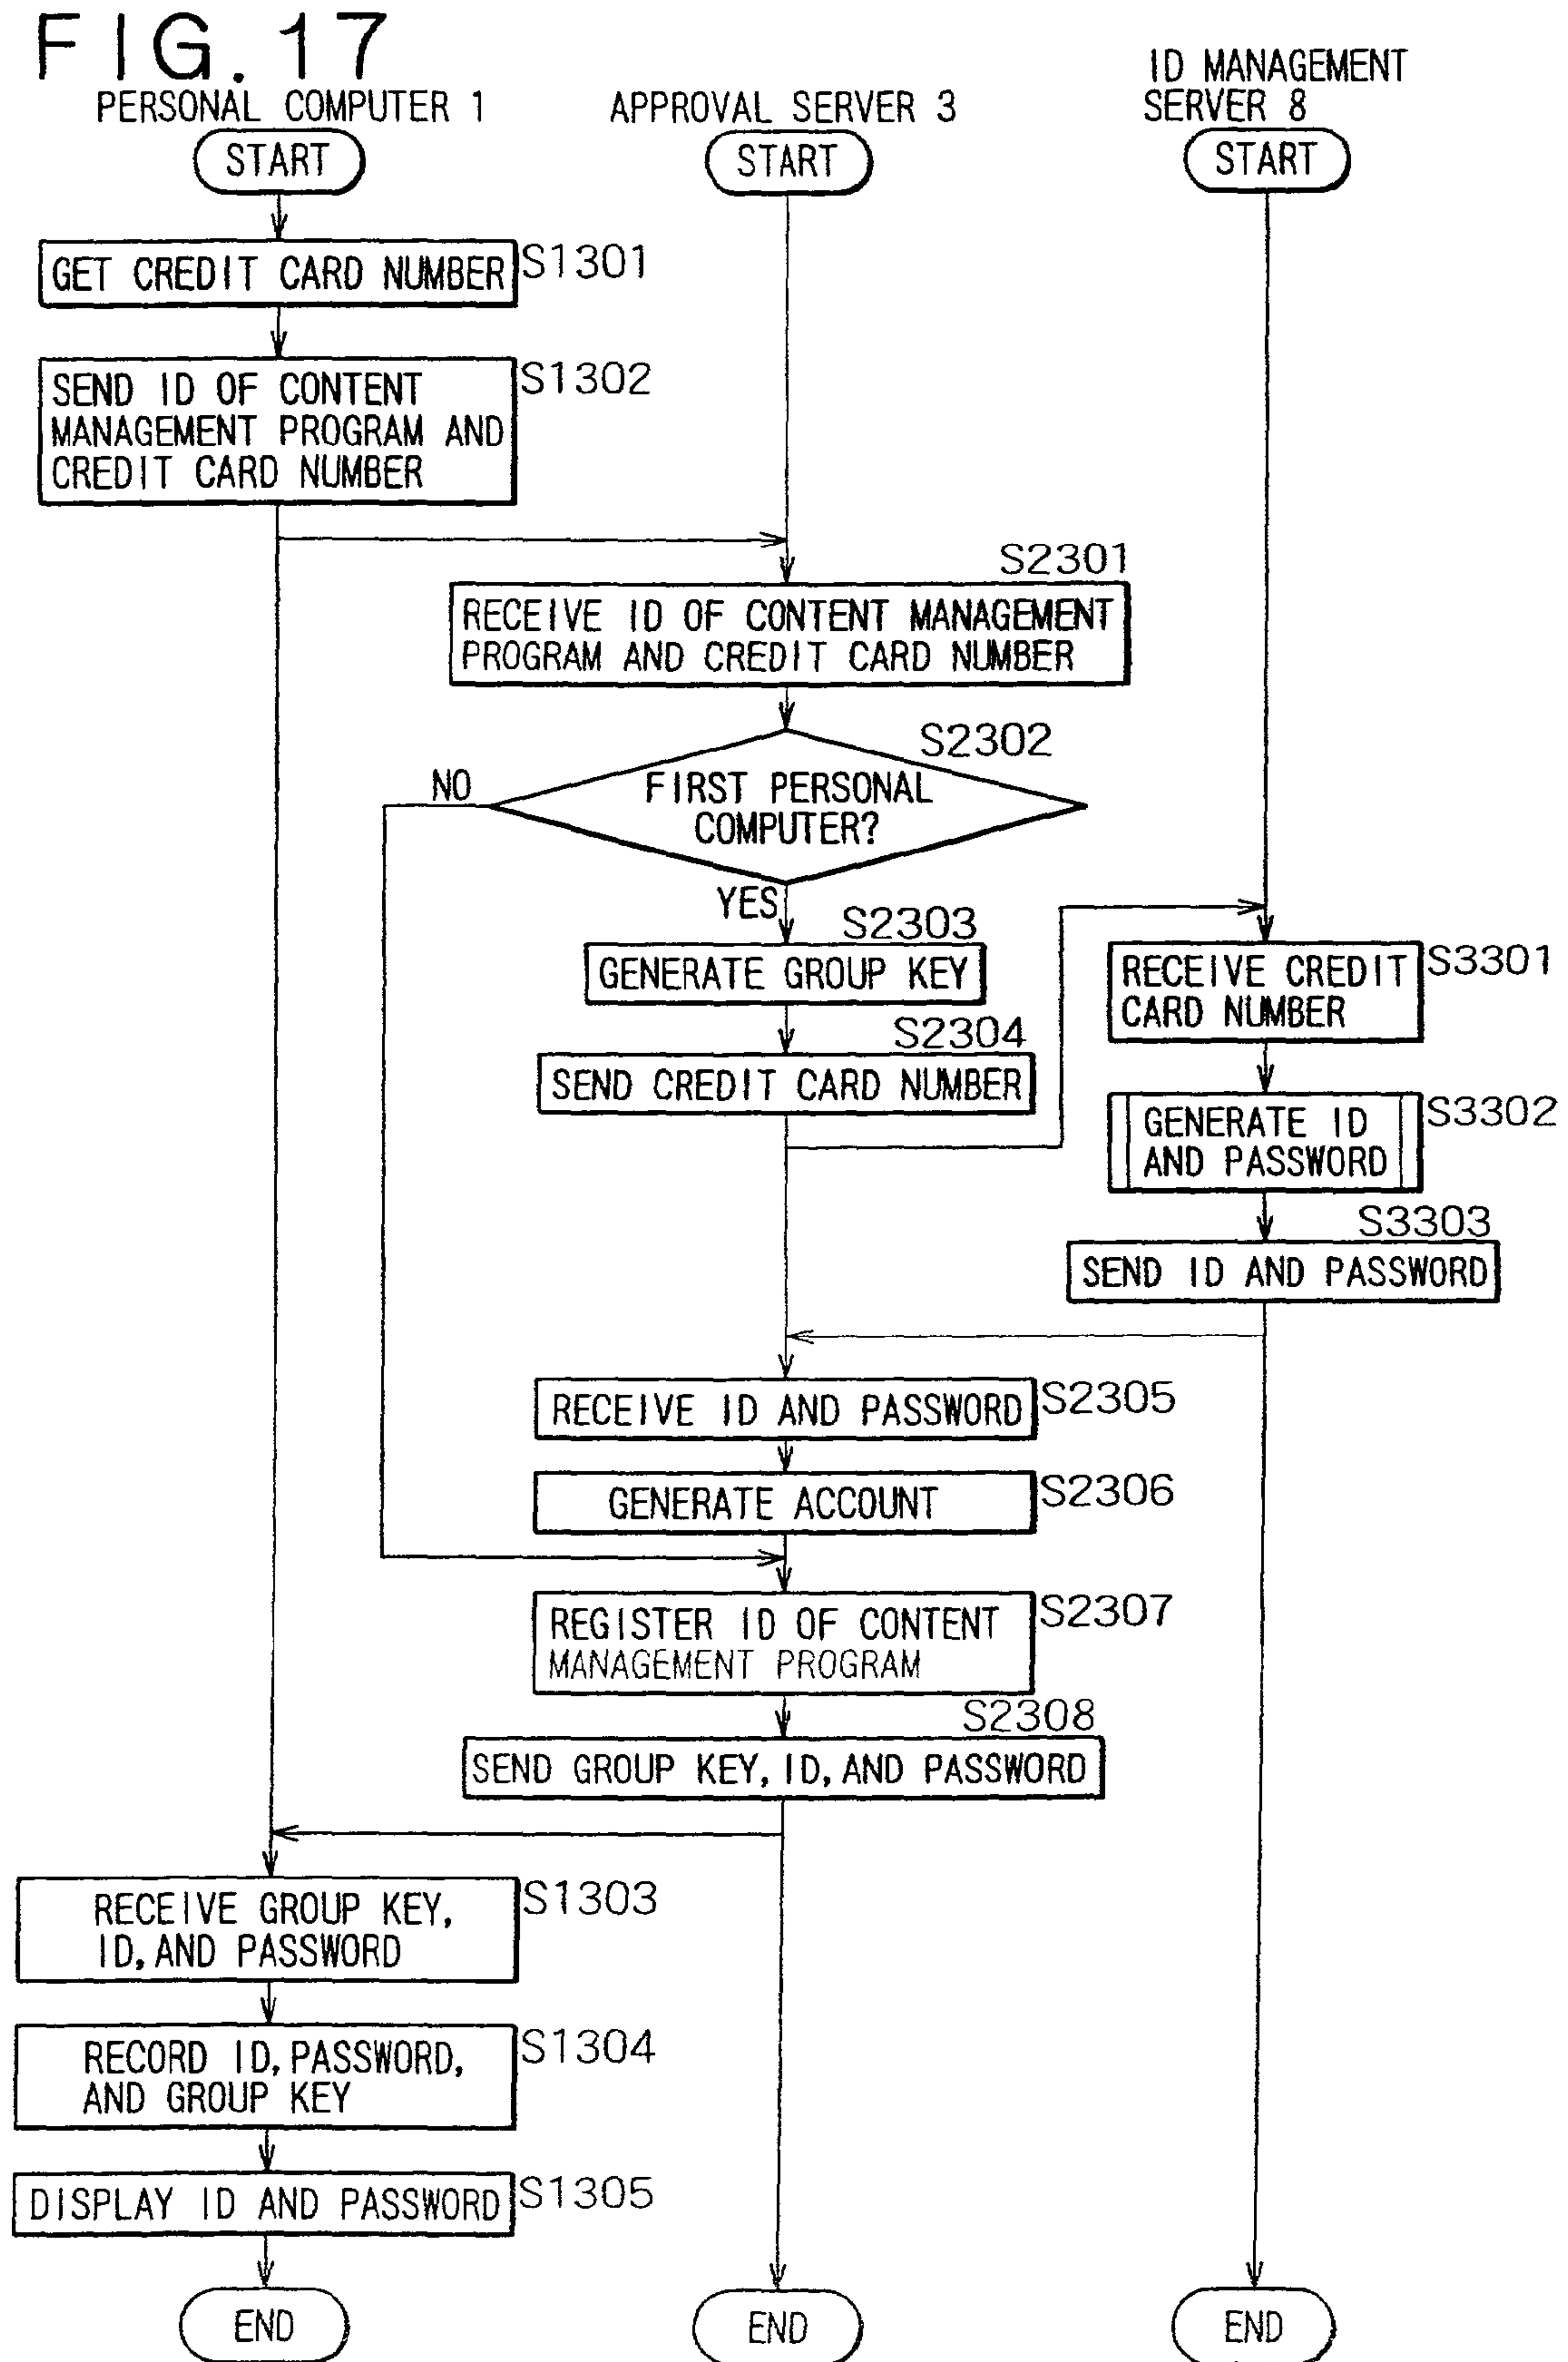 FIG. 17
PERSONAL COMPUTER 1
APPROVAL SERVER 3
ID MANAGEMENT
SERVER 8
START
START
START
GET CREDIT CARD NUMBER
S1301
SEND ID OF CONTENT
MANAGEMENT PROGRAM AND
CREDIT CARD NUMBER
S1302
S2301
RECEIVE ID OF CONTENT MANAGEMENT
PROGRAM AND CREDIT CARD NUMBER
S2302
NO
FIRST PERSONAL
COMPUTER?
YES
S2303
GENERATE GROUP KEY
S2304
SEND CREDIT CARD NUMBER
RECEIVE CREDIT
CARD NUMBER
S3301
GENERATE ID
AND PASSWORD
S3302
S3303
SEND ID AND PASSWORD
RECEIVE ID AND PASSWORD
S2305
GENERATE ACCOUNT
S2306
REGISTER ID OF CONTENT
MANAGEMENT PROGRAM
S2307
S2308
SEND GROUP KEY, ID, AND PASSWORD
RECEIVE GROUP KEY,
ID, AND PASSWORD
S1303
RECORD ID, PASSWORD,
AND GROUP KEY
S1304
DISPLAY ID AND PASSWORD
S1305
END
END
END